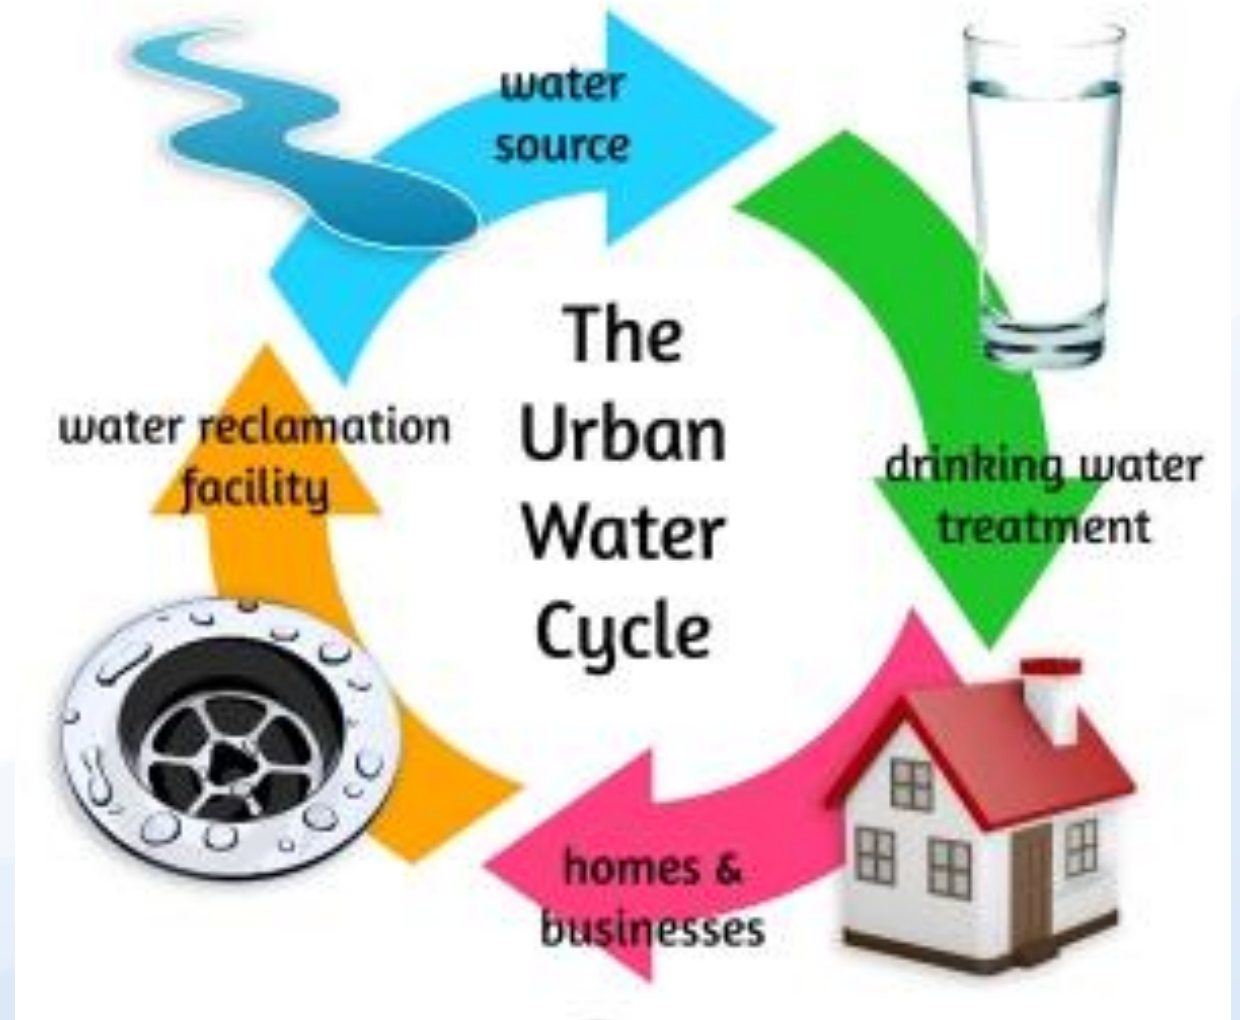 water
source
The
Urban
Water
Cycle
water reclamation
facility
drinking water
treatment
homes &
businesses